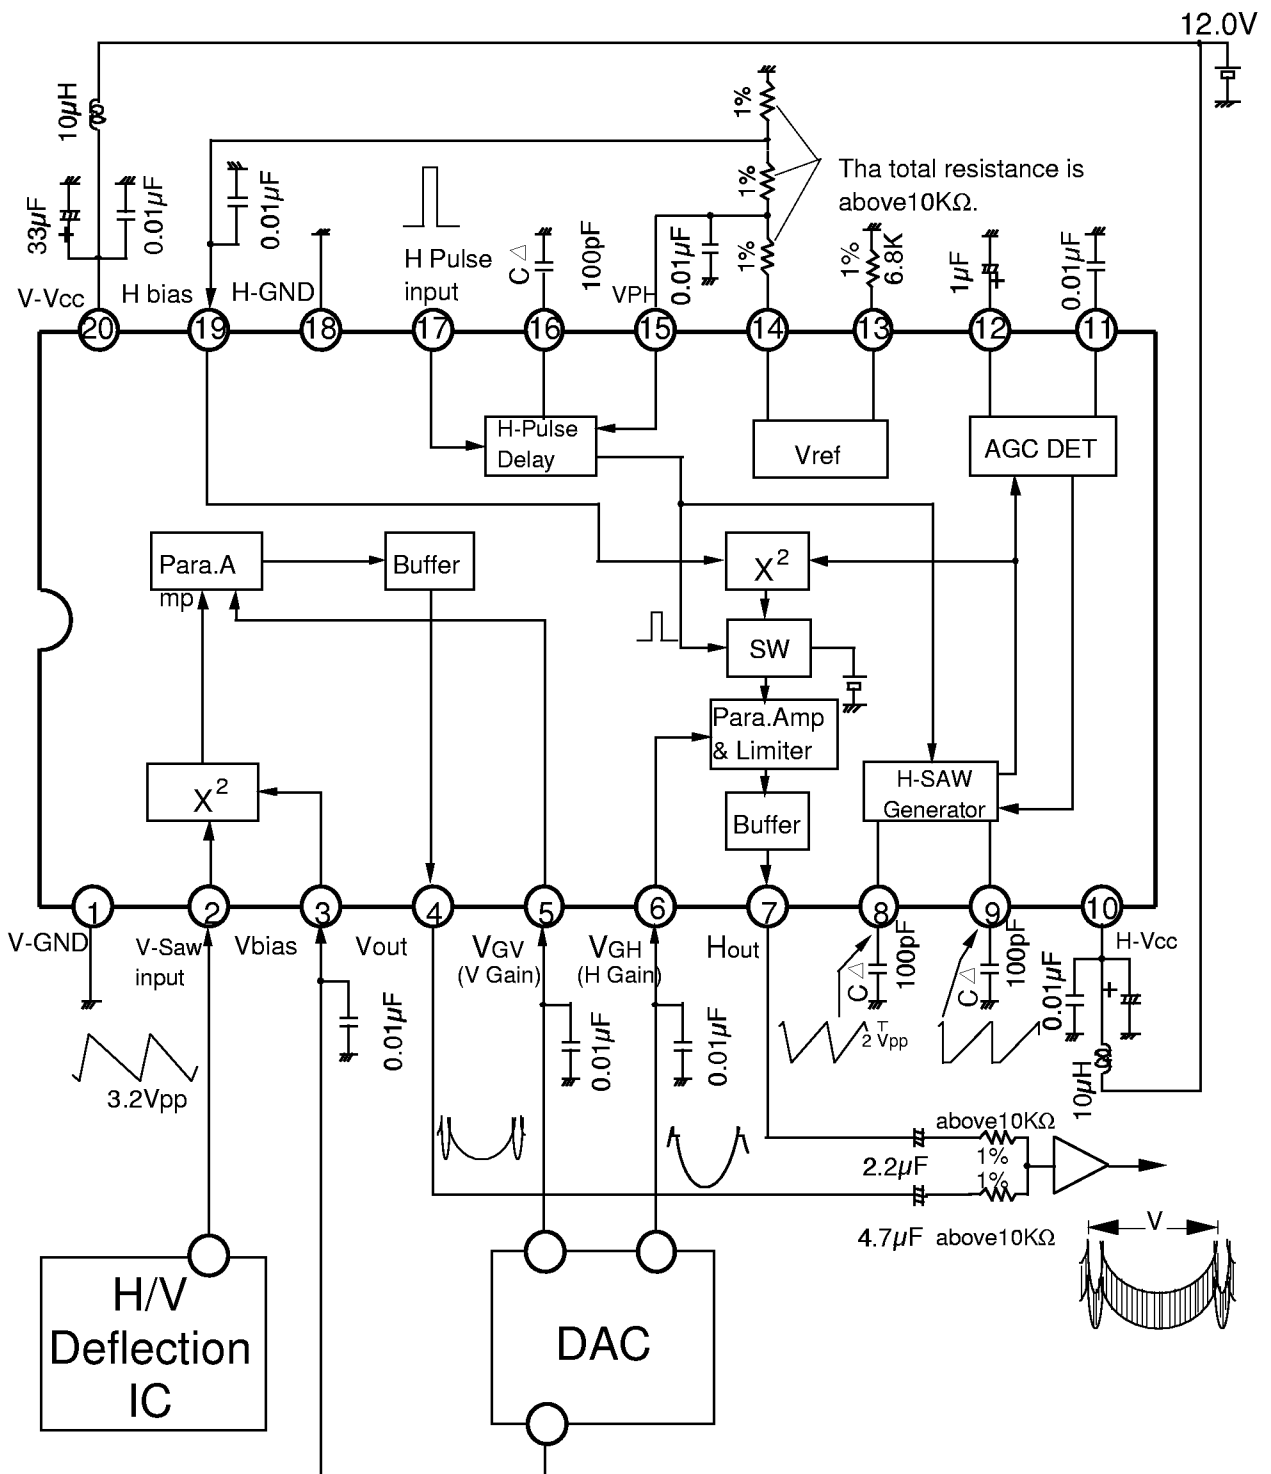 12.0V
10µH
1%
33µF
+
0.01µF
0.01µF
1%
Tha total resistance is
above10KΩ.
H Pulse
input
C △
100pF
0.01µF
1%
1%
6.8K
1µF
+
0.01µF
V-Vcc
H bias
H-GND
VPH
20
19
18
17
16
15
14
13
12
11
H-Pulse
Delay
Vref
AGC DET
Para.A
mp
Buffer
X2
SW
Para.Amp
& Limiter
X2
H-SAW
Generator
Buffer
1
2
3
4
5
6
7
8
9
10
V-GND
V-Saw
input
Vbias
Vout
VGV
(V Gain)
VGH
(H Gain)
Hout
H-Vcc
C △
100pF
C △
100pF
0.01µF
+
0.01µF
0.01µF
0.01µF
2 Vpp
3.2Vpp
10µH
above10KΩ
2.2µF
1%
1%
4.7µF
above10KΩ
V
H/V
Deflection
IC
DAC